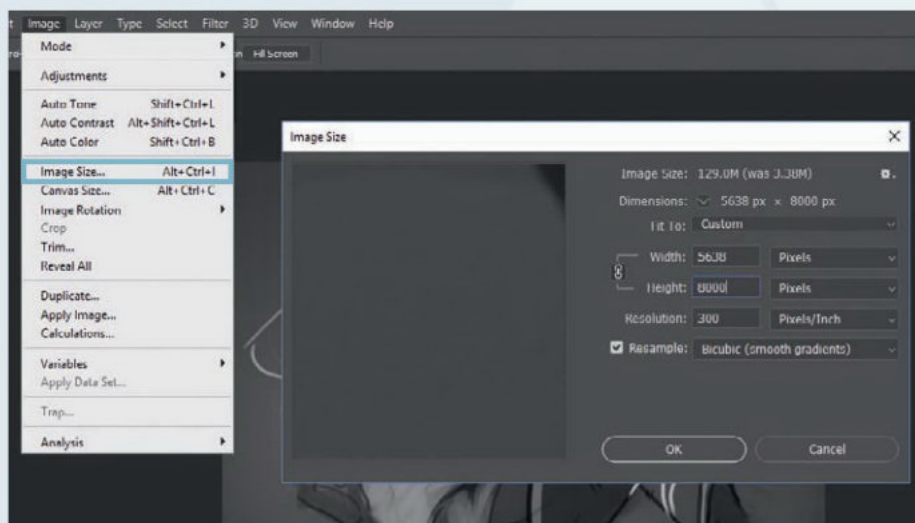 Image Layer Type Select Filter 3D View Window Help
Fill Screen
Mode
Adjustments
Auto Tone Shift+Ctrl+L
Auto Contrast Alt+Shift+Ctrl+L
Auto Color Shift+Ctrl+B
Image Size... Alt+Ctrl+I
Canvas Size... Alt+Ctrl+C
Image Rotation
Crop
Trim...
Reveal All
Duplicate...
Apply Image...
Calculations...
Variables
Apply Data Set...
Trap...
Analysis
Image Size
Image Size: 129.0M (was 3.38M)
Dimensions: 5638 px × 8000 px
Fit To: Custom
Width: 5638 Pixels
Height: 8000 Pixels
Resolution: 300 Pixels/Inch
Resample: Bicubic (smooth gradients)
OK Cancel